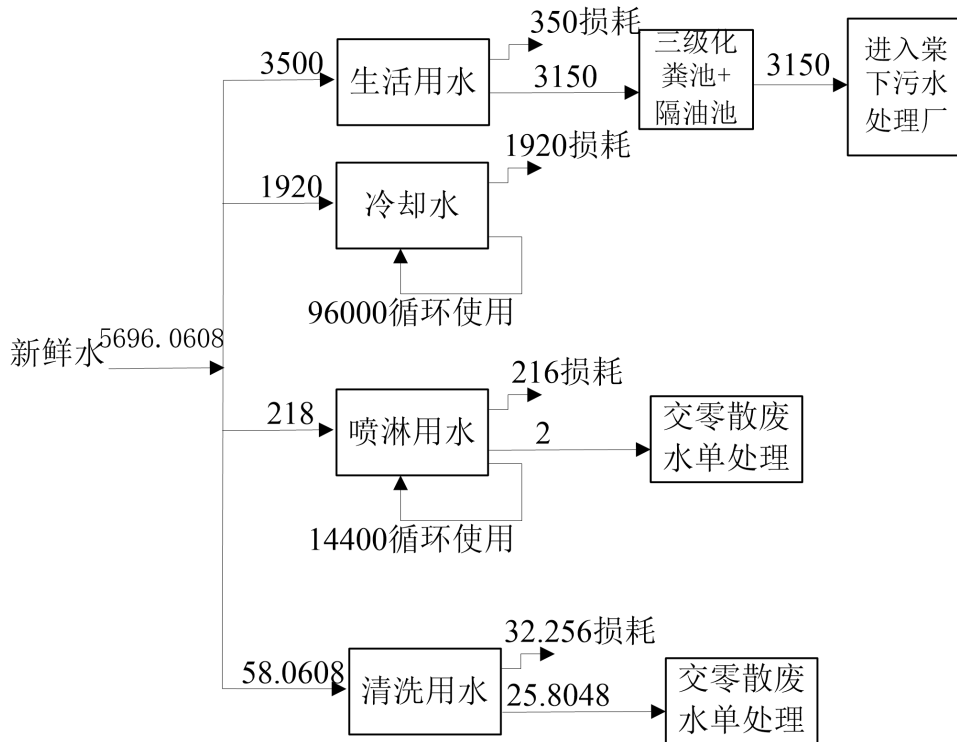 350损耗
3500
生活用水
3150
三级化
粪池+
隔油池
3150
进入棠
下污水
处理厂
1920损耗
1920
冷却水
96000循环使用
新鲜水
5696.0608
216损耗
218
喷淋用水
2
交零散废
水单处理
14400循环使用
32.256损耗
58.0608
清洗用水
25.8048
交零散废
水单处理